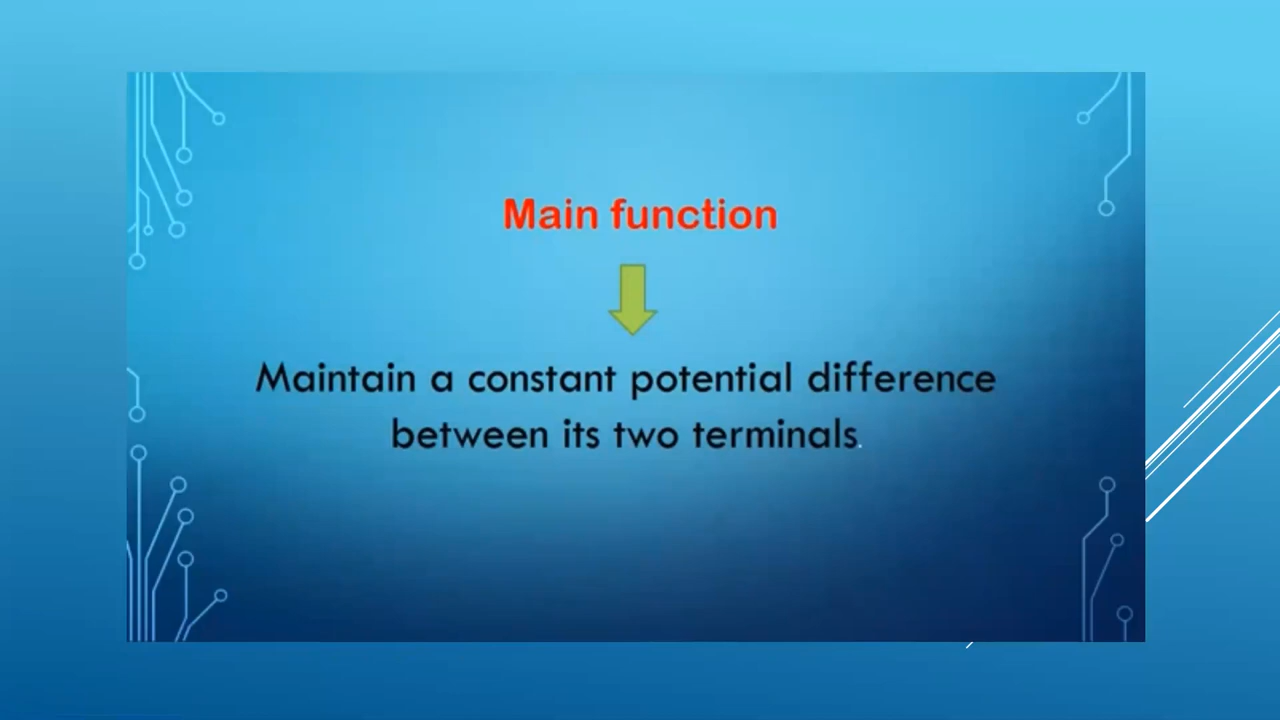 Main function
Maintain a constant potential difference
between its two terminals.